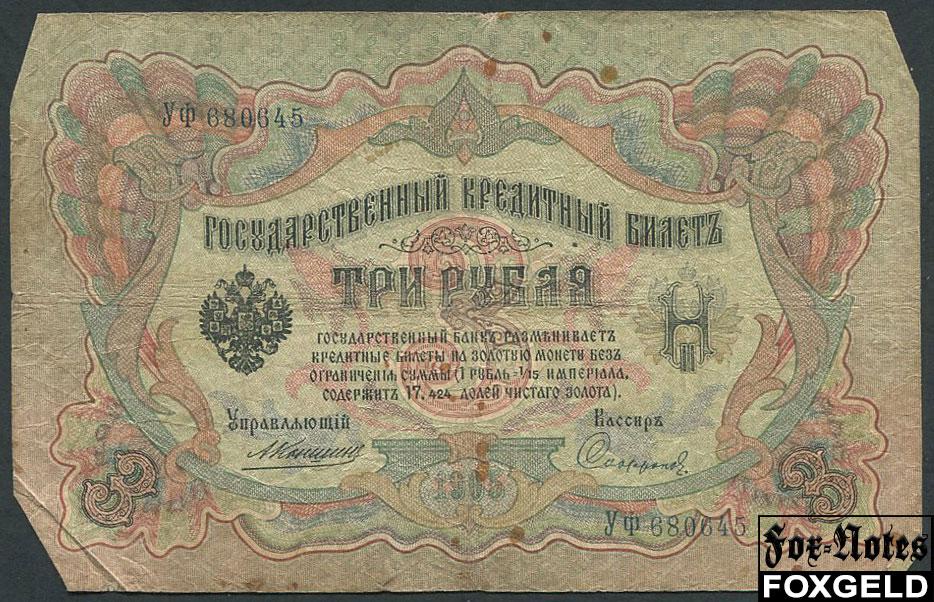 УФ 680645
ГОСУДАРСТВЕННЫЙ КРЕДИТНЫЙ БИЛЕТЪ
ТРИ РУБЛЯ
ГОСУДАРСТВЕННЫЙ БАНКЪ РАЗМѢНИВАЕТЪ
КРЕДИТНЫЕ БИЛЕТЫ НА ЗОЛОТУЮ МОНЕТУ БЕЗЪ
ОГРАНИЧЕНІЯ СУММЫ (1 РУБЛЬ = 1/15 ИМПЕРІАЛА,
СОДЕРЖИТЪ 17,424 ДОЛЕЙ ЧИСТАГО ЗОЛОТА).
Управляющій Кассиръ
3 1905 3
УФ 680645
Fox-Notes
FOXGELD